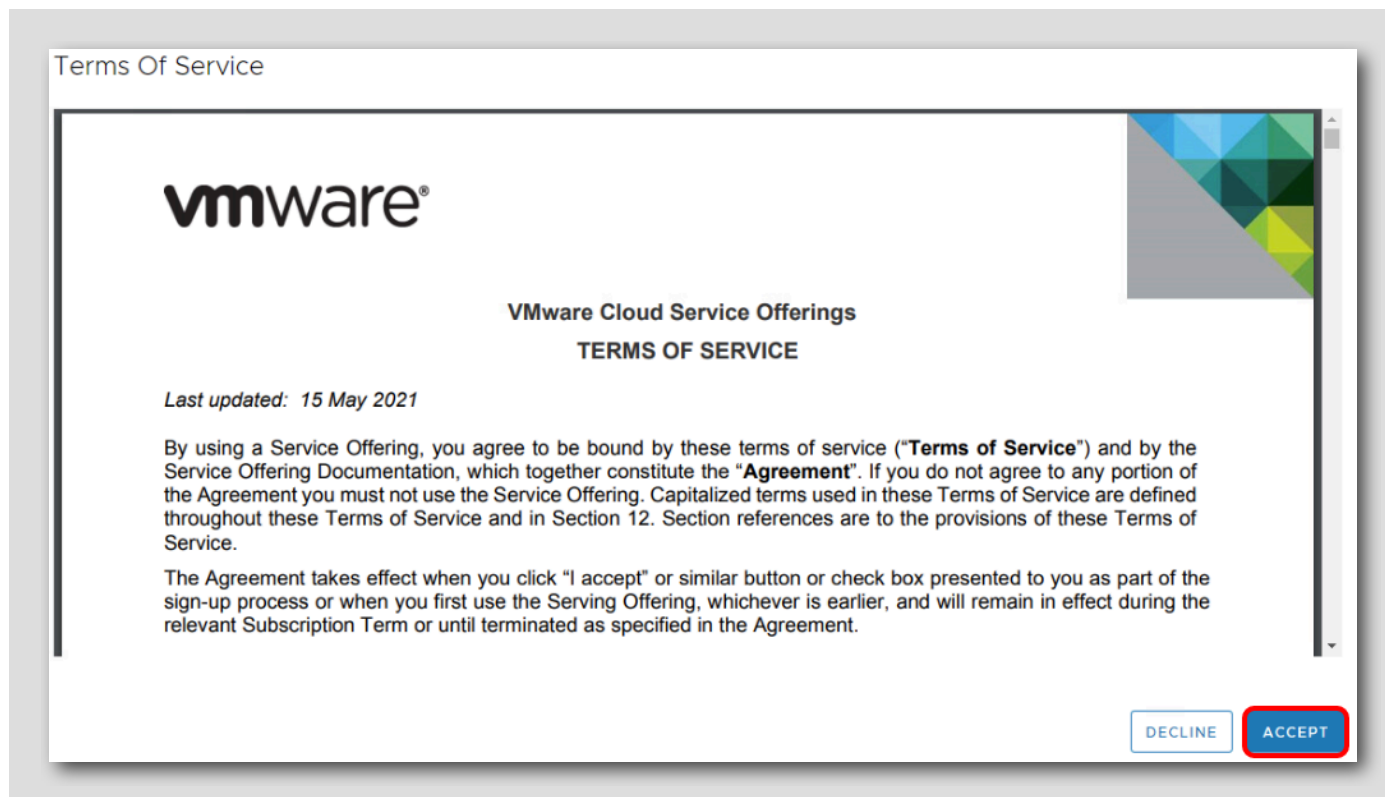 Terms Of Service
vmware®
VMware Cloud Service Offerings
TERMS OF SERVICE
Last updated: 15 May 2021
By using a Service Offering, you agree to be bound by these terms of service (“Terms of Service”) and by the
Service Offering Documentation, which together constitute the “Agreement”. If you do not agree to any portion of
the Agreement you must not use the Service Offering. Capitalized terms used in these Terms of Service are defined
throughout these Terms of Service and in Section 12. Section references are to the provisions of these Terms of
Service.
The Agreement takes effect when you click “I accept” or similar button or check box presented to you as part of the
sign-up process or when you first use the Serving Offering, whichever is earlier, and will remain in effect during the
relevant Subscription Term or until terminated as specified in the Agreement.
DECLINE ACCEPT